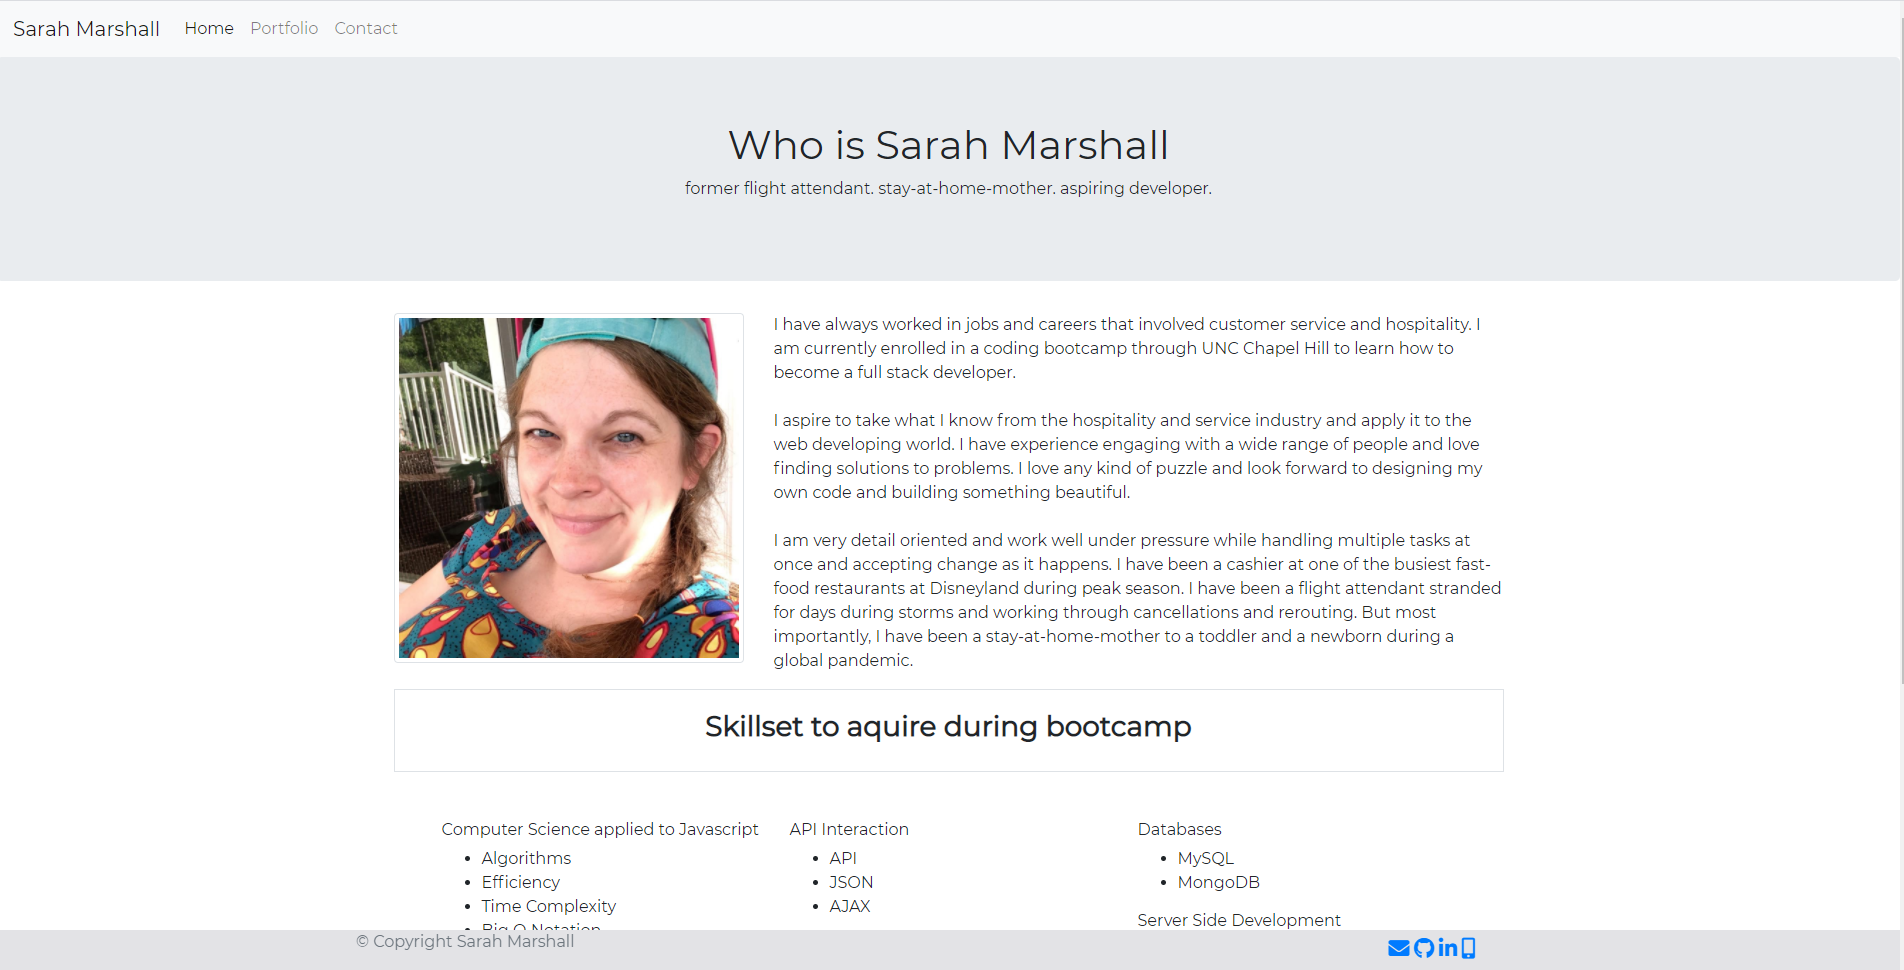 Sarah Marshall Home Portfolio Contact
Who is Sarah Marshall
former flight attendant. stay-at-home-mother. aspiring developer.
I have always worked in jobs and careers that involved customer service and hospitality. I
am currently enrolled in a coding bootcamp through UNC Chapel Hill to learn how to
become a full stack developer.
I aspire to take what I know from the hospitality and service industry and apply it to the
web developing world. I have experience engaging with a wide range of people and love
finding solutions to problems. I love any kind of puzzle and look forward to designing my
own code and building something beautiful.
I am very detail oriented and work well under pressure while handling multiple tasks at
once and accepting change as it happens. I have been a cashier at one of the busiest fast-
food restaurants at Disneyland during peak season. I have been a flight attendant stranded
for days during storms and working through cancellations and rerouting. But most
importantly, I have been a stay-at-home-mother to a toddler and a newborn during a
global pandemic.
Skillset to aquire during bootcamp
Computer Science applied to Javascript
• Algorithms
• Efficiency
• Time Complexity
• Big O Notation
API Interaction
• API
• JSON
• AJAX
Databases
• MySQL
• MongoDB
Server Side Development
© Copyright Sarah Marshall